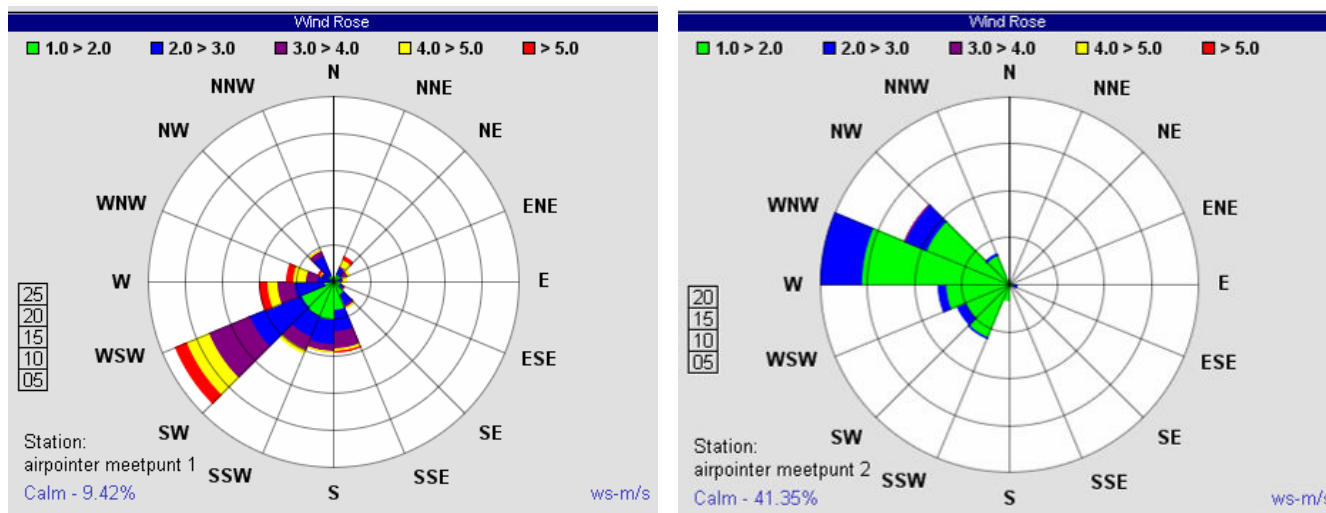 Wind Rose
1.0 > 2.0 2.0 > 3.0 3.0 > 4.0 4.0 > 5.0 > 5.0
N
NNW NNE
NW NE
WNW ENE
W E
25
20
15
10
05
WSW ESE
SW SE
SSW SSE
S
Station:
airpointer meetpunt 1
Calm - 9.42% ws-m/s
Wind Rose
1.0 > 2.0 2.0 > 3.0 3.0 > 4.0 4.0 > 5.0 > 5.0
N
NNW NNE
NW NE
WNW ENE
W E
20
15
10
05
WSW ESE
SW SE
SSW SSE
S
Station:
airpointer meetpunt 2
Calm - 41.35% ws-m/s